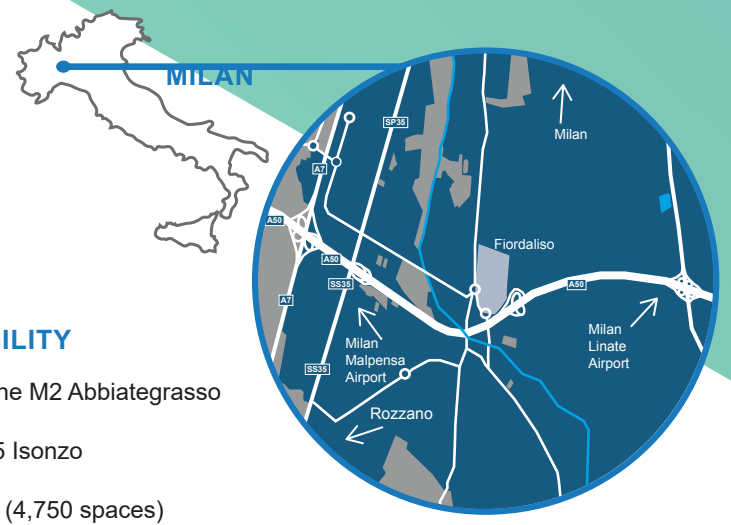 MILAN
SP35
Milan
A7
A50
Fiordaliso
A50
SS35
A50
A7
Milan
Malpensa
Airport
Milan
Linate
Airport
SS35
Rozzano
ILITY
ne M2 Abbiategrasso
5 Isonzo
(4,750 spaces)